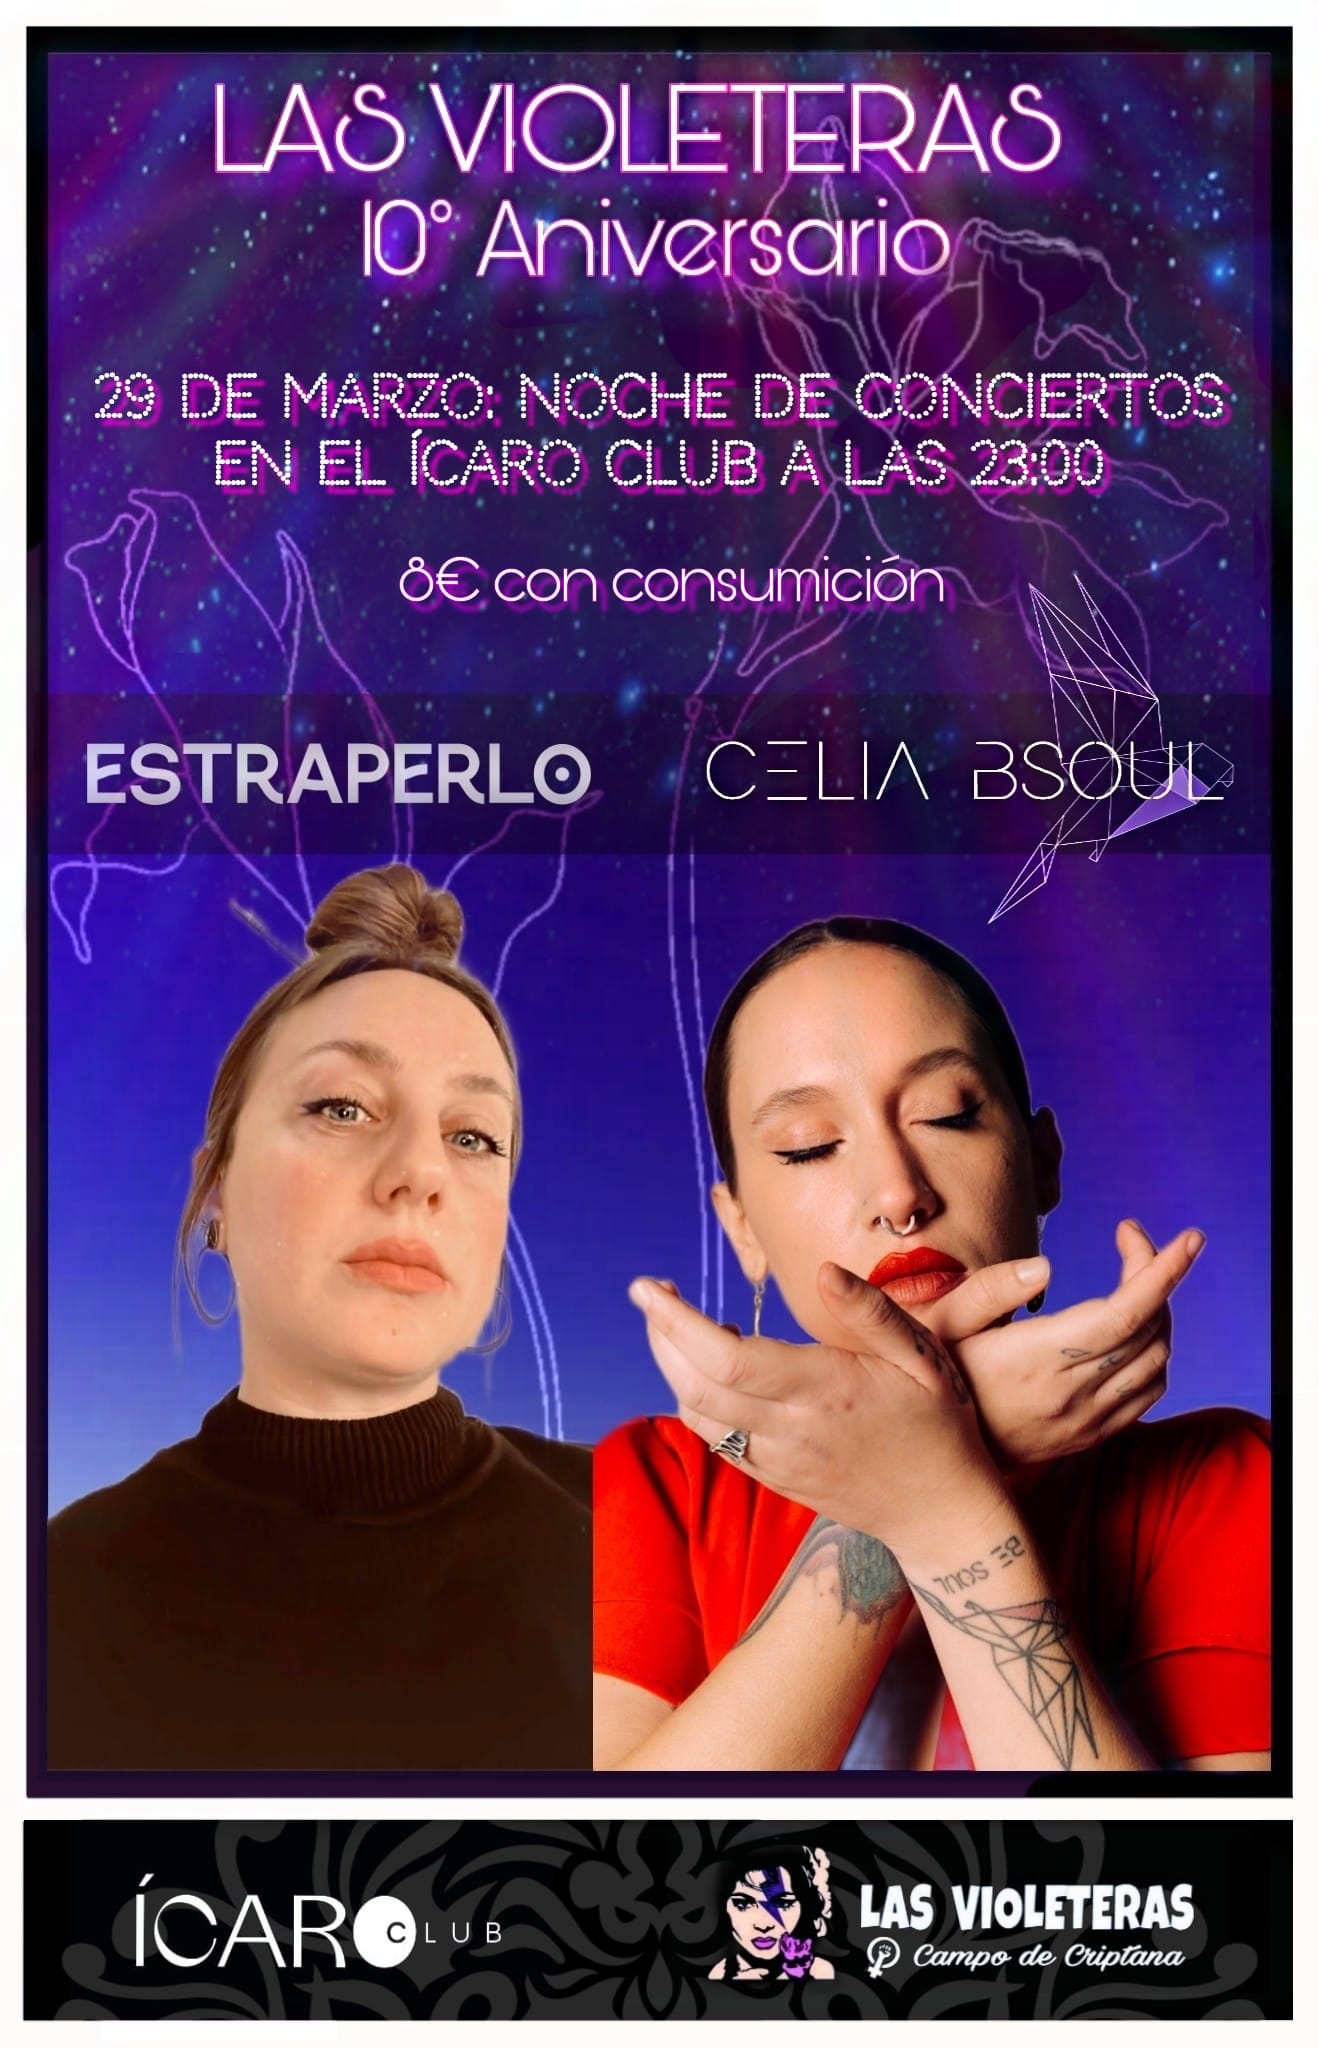 LAS VIOLETERAS
10° Aniversario
29 DE MARZO: NOCHE DE CONCIERTOS
EN EL ÍCARO CLUB A LAS 23:00
8€ con consumición
ESTRAPERLO
CELIA BSOUL
BE SOUL
ÍCARO CLUB
LAS VIOLETERAS
Campo de Criptana